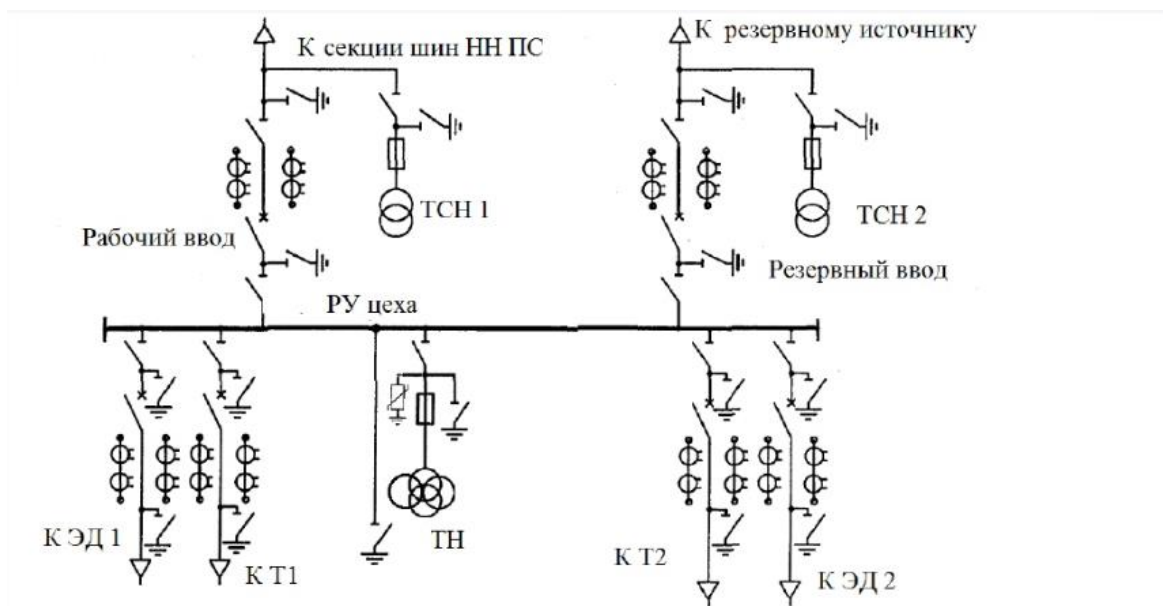 К секции шин НН ПС
К резервному источнику
ТСН 1
ТСН 2
Рабочий ввод
Резервный ввод
РУ цеха
К ЭД 1
К Т1
ТН
К Т2
К ЭД 2